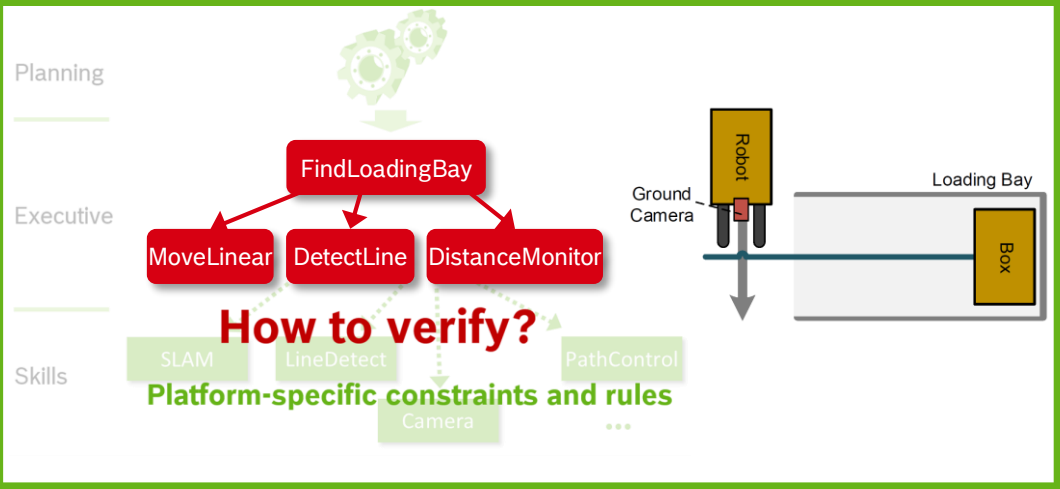 Planning
FindLoadingBay
Executive
MoveLinear
DetectLine
DistanceMonitor
How to verify?
SLAM
LineDetect
PathControl
Skills
Platform-specific constraints and rules
Camera
...
Robot
Ground
Camera
Loading Bay
Box